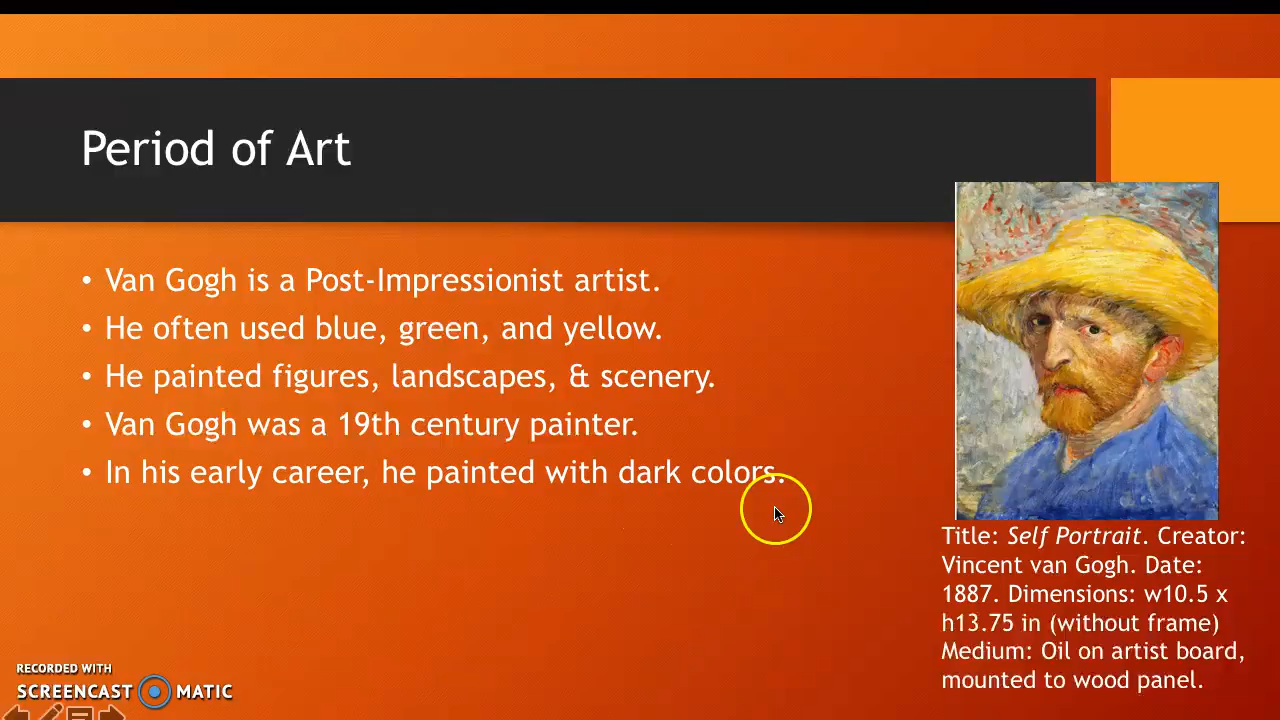 Period of Art
• Van Gogh is a Post-Impressionist artist.
• He often used blue, green, and yellow.
• He painted figures, landscapes, & scenery.
• Van Gogh was a 19th century painter.
• In his early career, he painted with dark colors.
Title: Self Portrait. Creator:
Vincent van Gogh. Date:
1887. Dimensions: w10.5 x
h13.75 in (without frame)
Medium: Oil on artist board,
mounted to wood panel.
RECORDED WITH
SCREENCAST MATIC